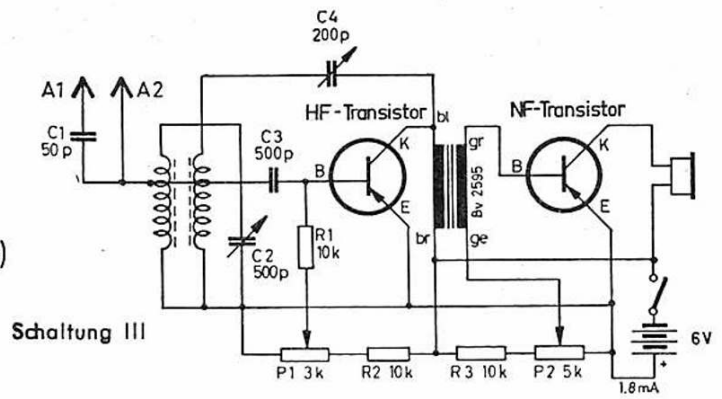 C4
200p
A1
A2
C1
50p
HF-Transistor
NF-Transistor
bl
gr
K
K
C3
500p
B
B
Bv 2595
E
E
R1
10k
br
ge
C2
500p
)
Schaltung III
6V
+
P1 3k
R2 10k
R3 10k
P2 5k
1.8mA